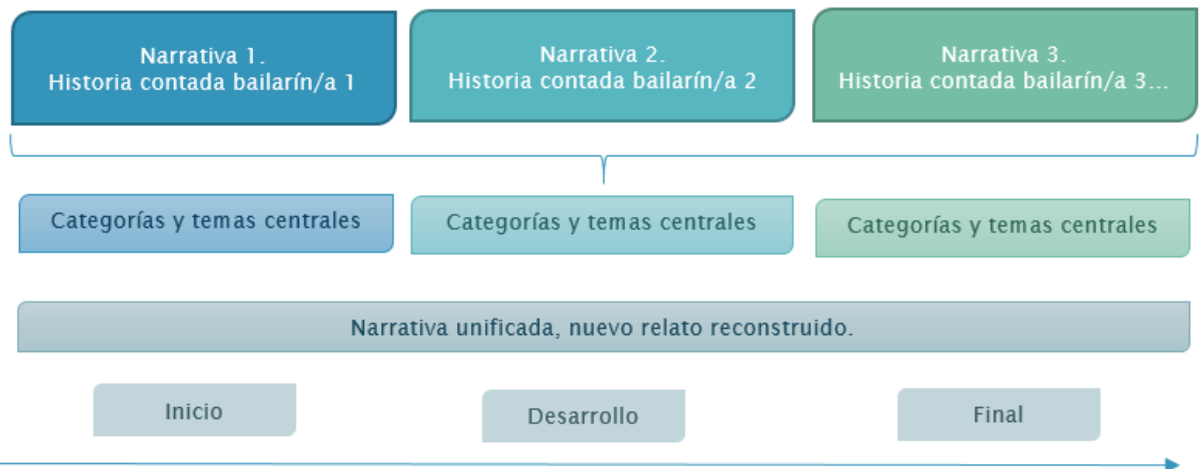 Narrativa 1.
Historia contada bailarín/a 1
Narrativa 2.
Historia contada bailarín/a 2
Narrativa 3.
Historia contada bailarín/a 3...
Categorías y temas centrales
Categorías y temas centrales
Categorías y temas centrales
Narrativa unificada, nuevo relato reconstruido.
Inicio
Desarrollo
Final